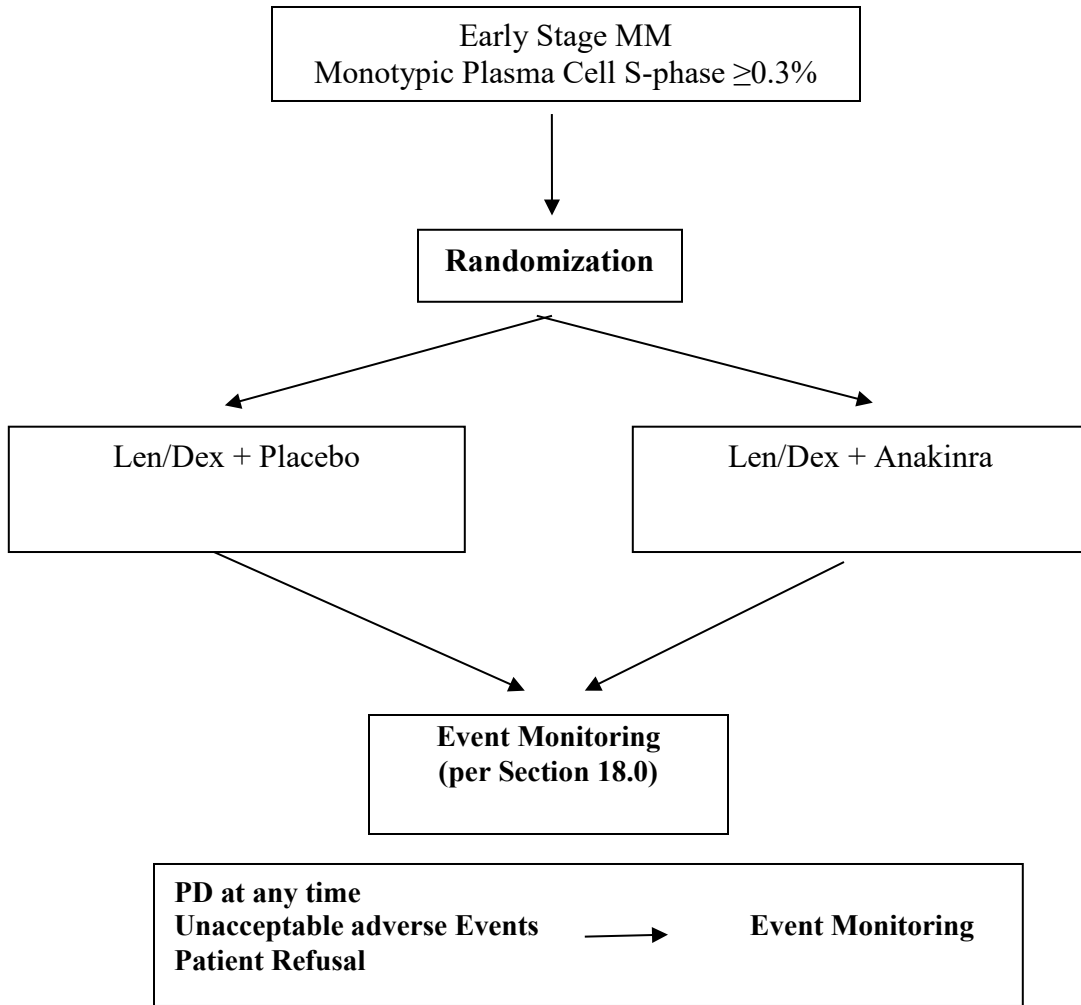 Early Stage MM
Monotypic Plasma Cell S-phase ≥0.3%
Randomization
Len/Dex + Placebo
Len/Dex + Anakinra
Event Monitoring
(per Section 18.0)
PD at any time
Unacceptable adverse Events
Patient Refusal
Event Monitoring